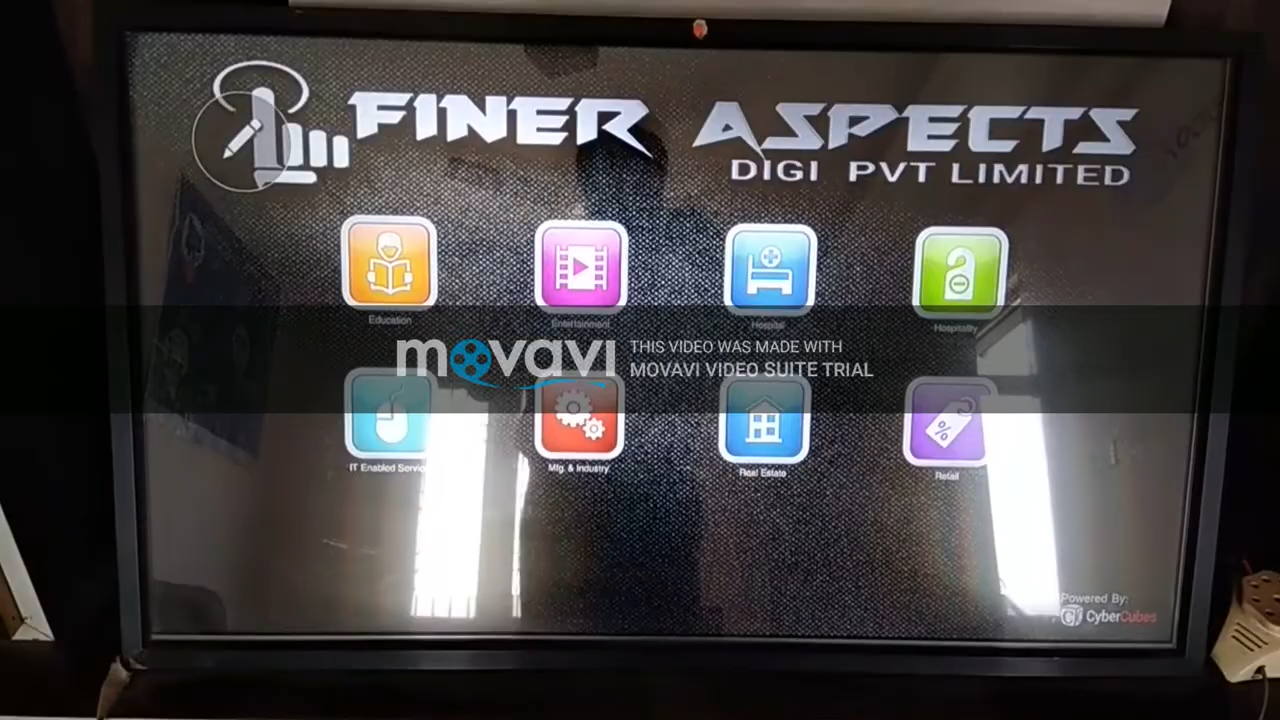 FINER ASPECTS
DIGI PVT LIMITED
Education
Entertainment
Hospital
Hospitality
movavi
THIS VIDEO WAS MADE WITH
MOVAVI VIDEO SUITE TRIAL
IT Enabled
Mfg. & Industry
Real Estate
%
Retail
Powered By:
CyberCubes